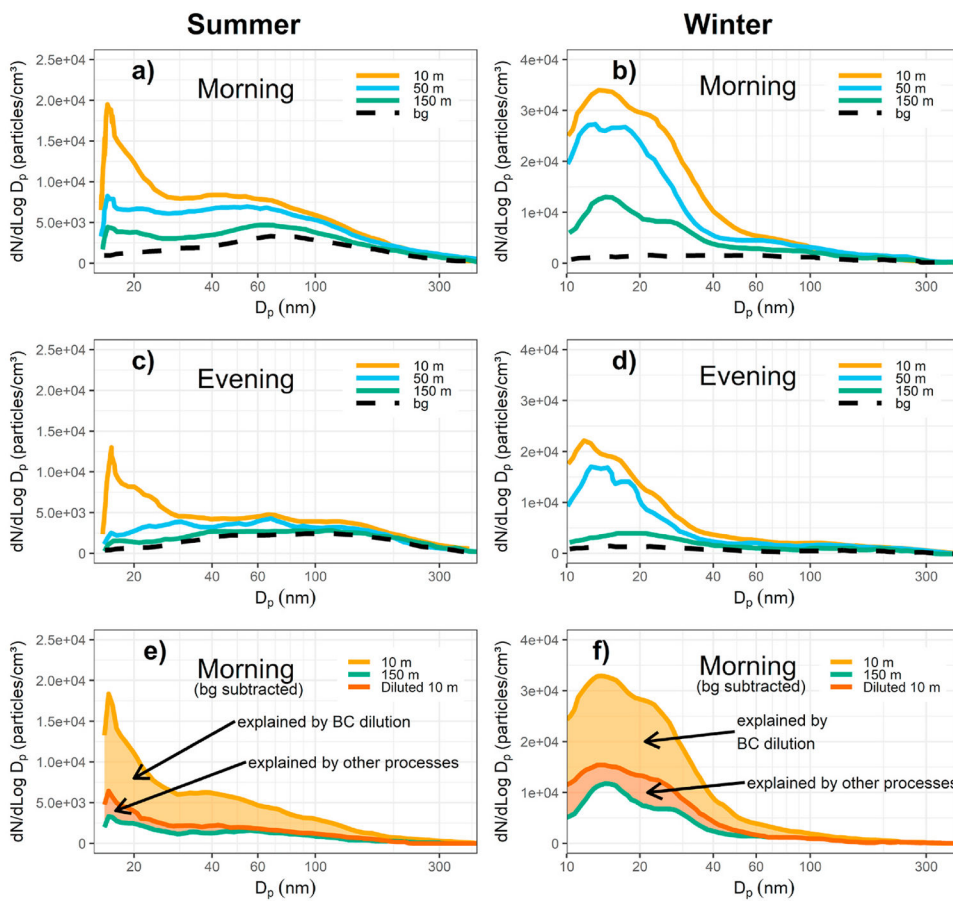 Summer
Winter
a)
Morning
10 m
50 m
150 m
bg
dN/dLog Dp (particles/cm³)
2.5e+04
2.0e+04
1.5e+04
1.0e+04
5.0e+03
0
20
40
60
100
300
Dp (nm)
b)
Morning
10 m
50 m
150 m
bg
dN/dLog Dp (particles/cm³)
4e+04
3e+04
2e+04
1e+04
0
10
20
40
60
100
300
Dp (nm)
c)
Evening
10 m
50 m
150 m
bg
dN/dLog Dp (particles/cm³)
2.5e+04
2.0e+04
1.5e+04
1.0e+04
5.0e+03
0
20
40
60
100
300
Dp (nm)
d)
Evening
10 m
50 m
150 m
bg
dN/dLog Dp (particles/cm³)
4e+04
3e+04
2e+04
1e+04
0
10
20
40
60
100
300
Dp (nm)
e)
Morning
(bg subtracted)
10 m
150 m
Diluted 10 m
explained by BC dilution
explained by other processes
dN/dLog Dp (particles/cm³)
2.5e+04
2.0e+04
1.5e+04
1.0e+04
5.0e+03
0
20
40
60
100
300
Dp (nm)
f)
Morning
(bg subtracted)
10 m
150 m
Diluted 10 m
explained by
BC dilution
explained by other processes
dN/dLog Dp (particles/cm³)
4e+04
3e+04
2e+04
1e+04
0
10
20
40
60
100
300
Dp (nm)